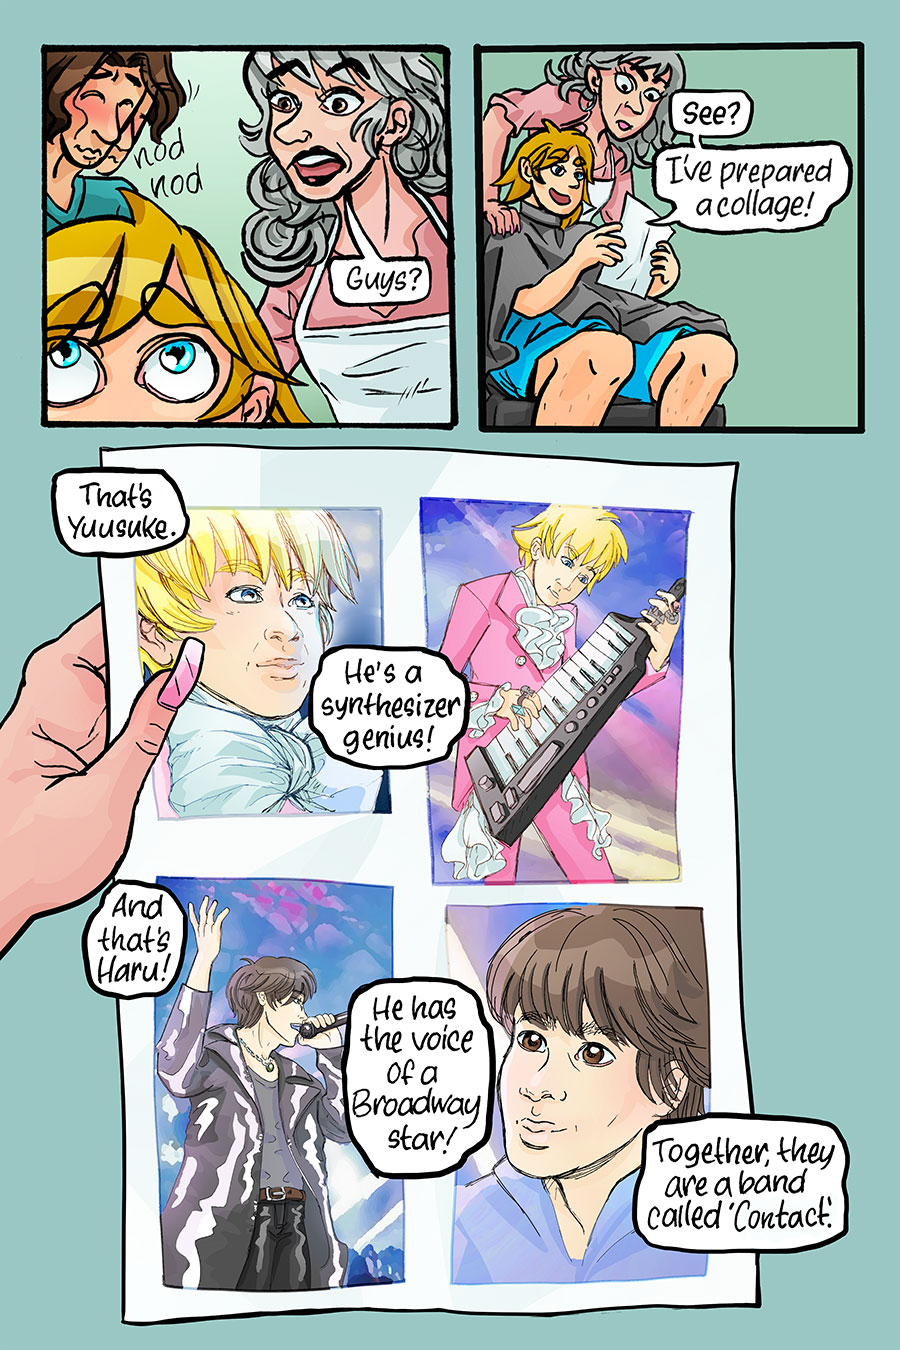 nod
nod
Guys?
See?
I've prepared
a collage!
That's
Yuusuke.
He's a
synthesizer
genius!
And
that's
Haru!
He has
the voice
of a
Broadway
star!
Together, they
are a band
called 'Contact'.